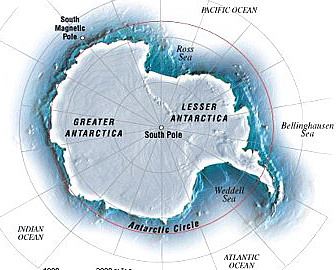 PACIFIC OCEAN
South
Magnetic
Pole
Ross
Sea
LESSER
ANTARCTICA
GREATER
ANTARCTICA
South Pole
Bellinghausen
Sea
Weddell
Sea
Antarctic Circle
INDIAN
OCEAN
ATLANTIC
OCEAN